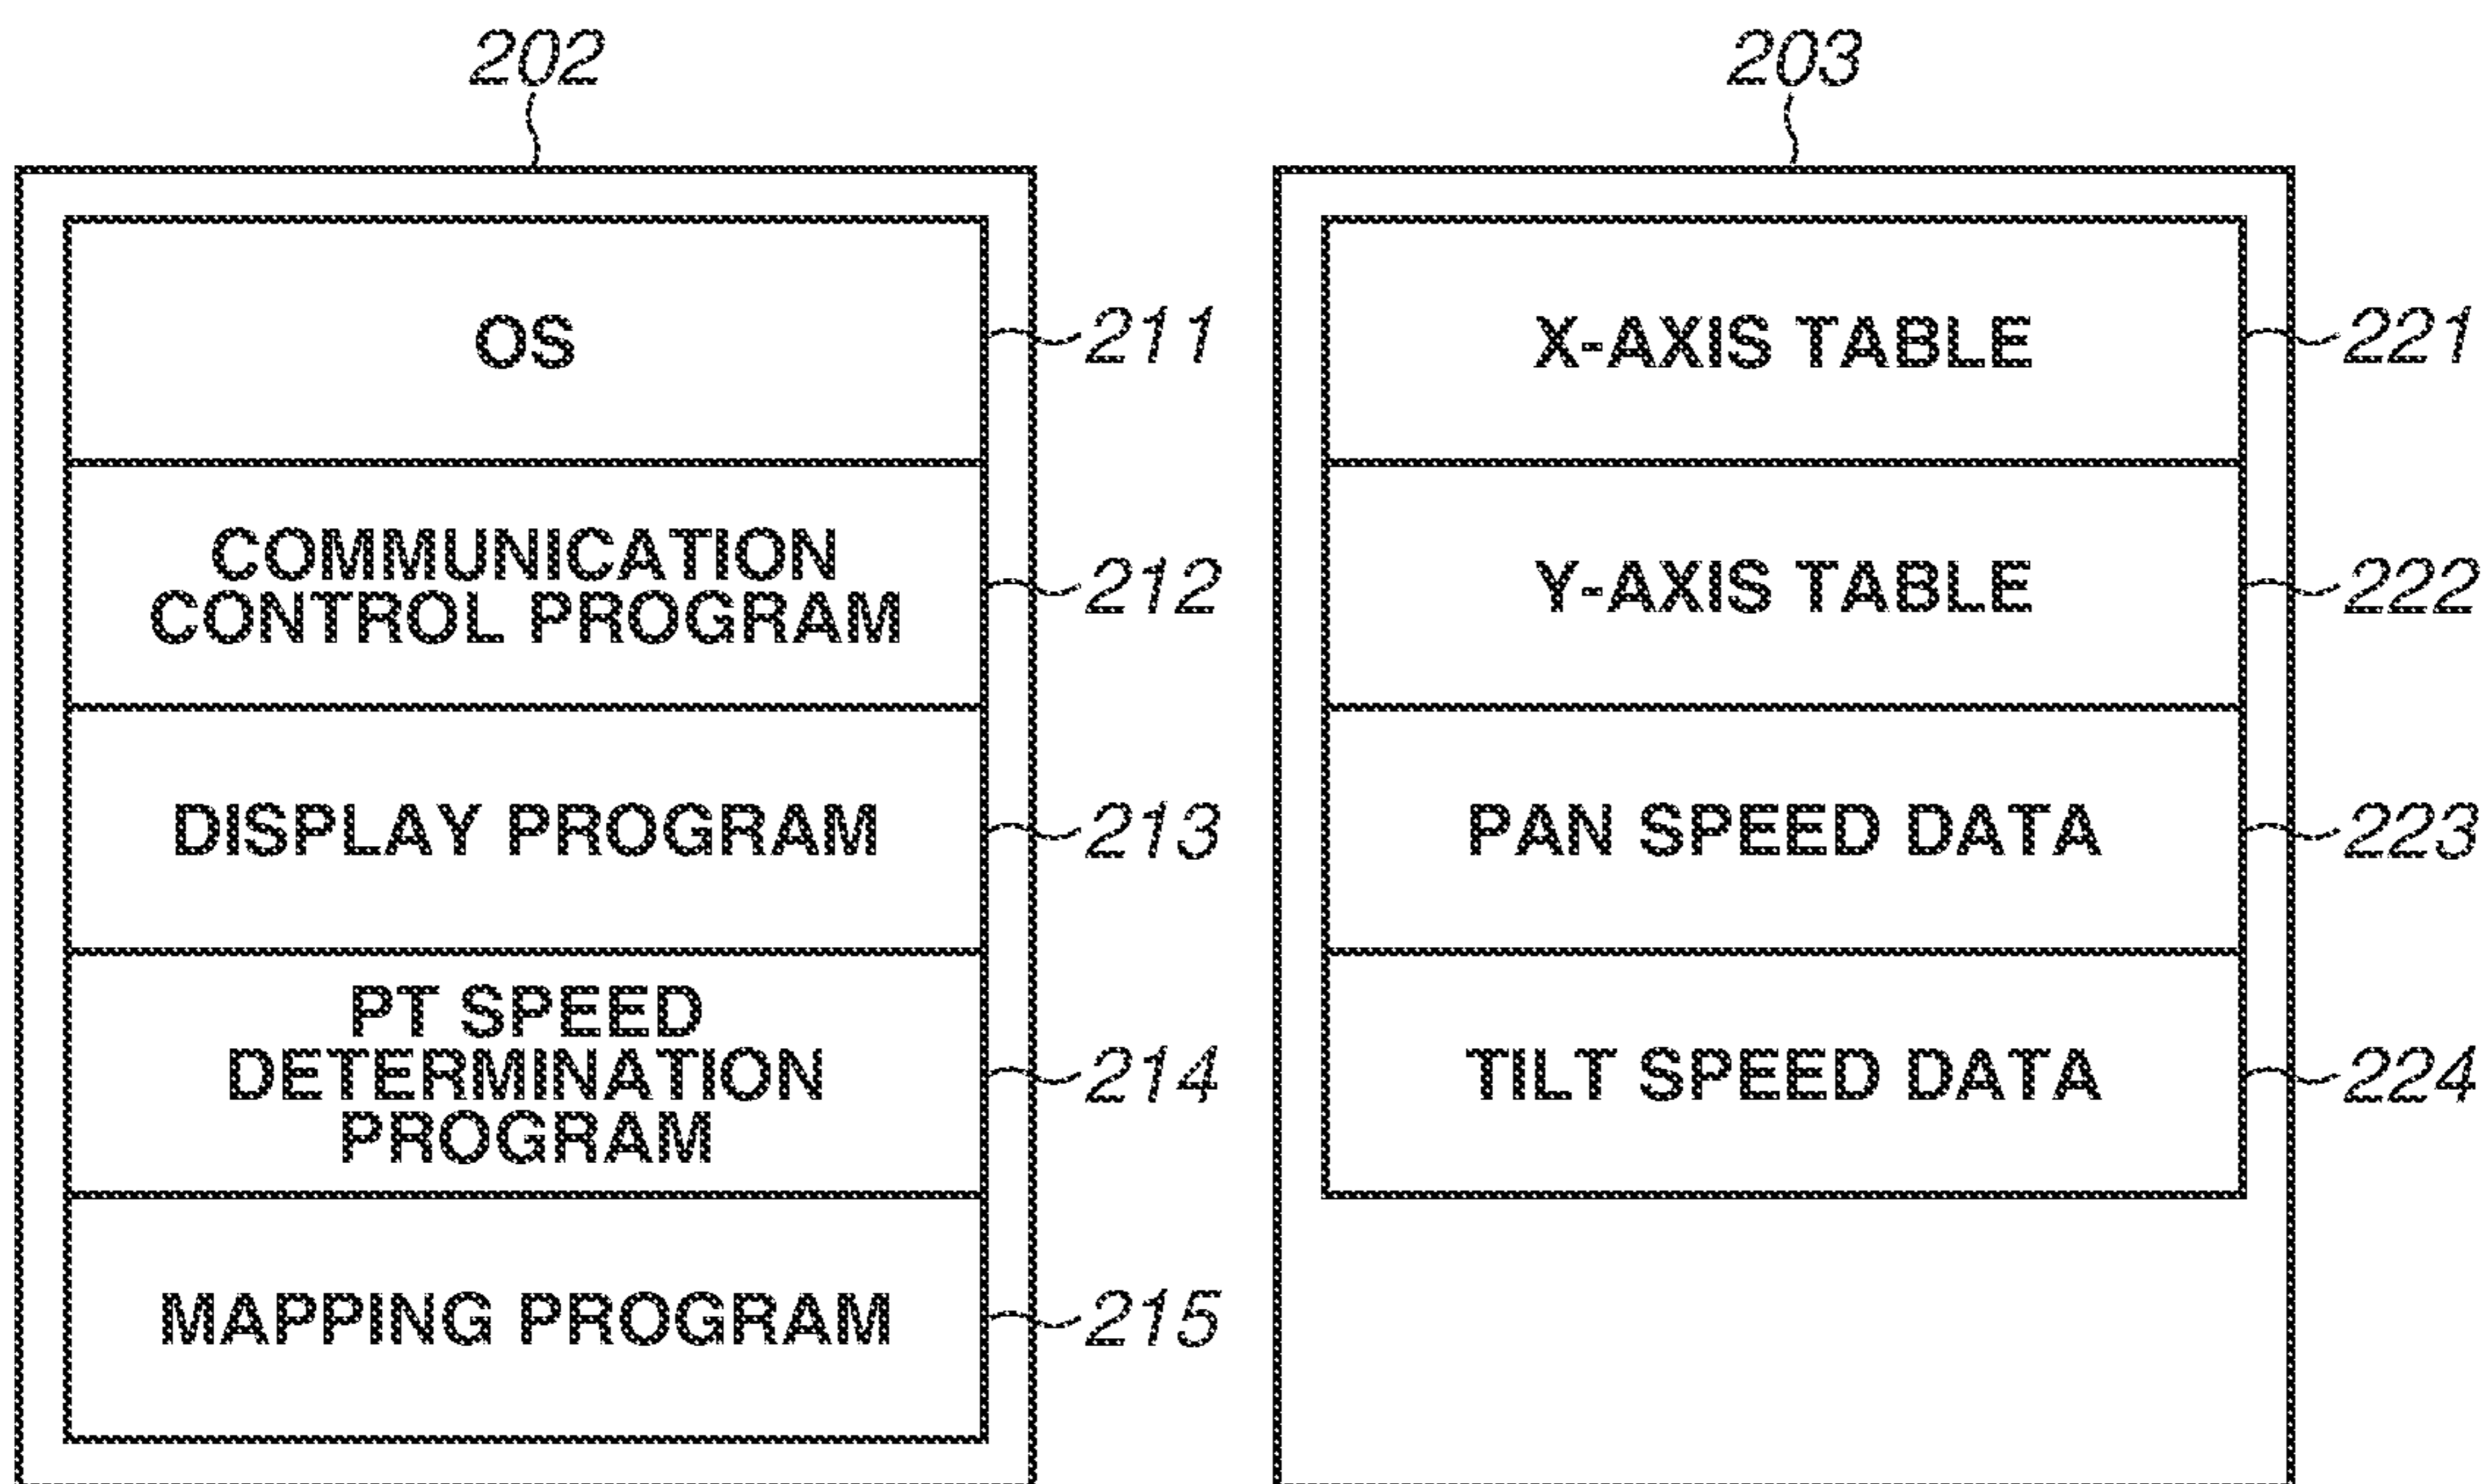 202
OS
211
COMMUNICATION
CONTROL PROGRAM
212
DISPLAY PROGRAM
213
PT SPEED
DETERMINATION
PROGRAM
214
MAPPING PROGRAM
215
203
X-AXIS TABLE
221
Y-AXIS TABLE
222
PAN SPEED DATA
223
TILT SPEED DATA
224